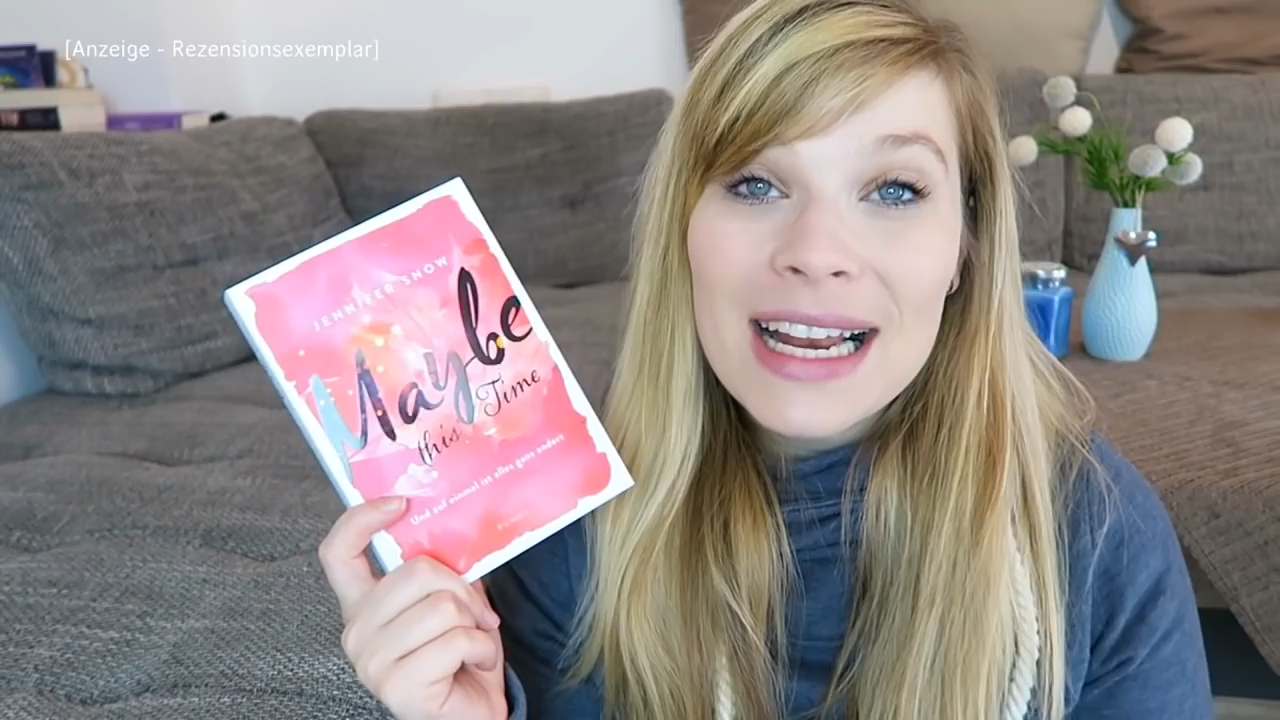 [Anzeige - Rezensionsexemplar]
JENNIFER SNOW
Maybe
this Time
Und auf einmal ist alles ganz anders